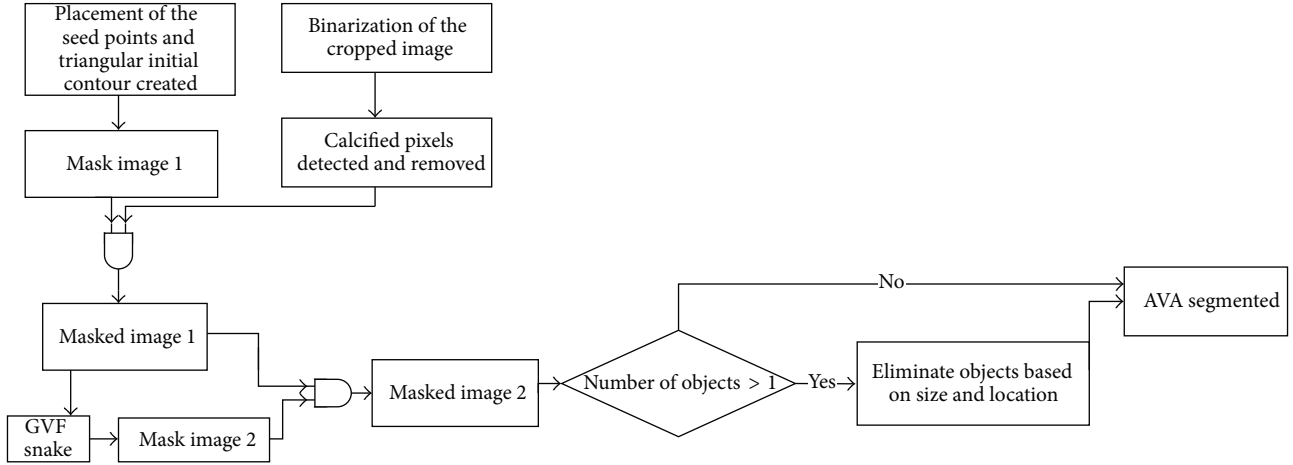 Placement of the
seed points and
triangular initial
contour created
Binarization of the
cropped image
Mask image 1
Calcified pixels
detected and removed
Masked image 1
GVF
snake
Mask image 2
Masked image 2
Number of objects > 1
No
Yes
Eliminate objects based
on size and location
AVA segmented